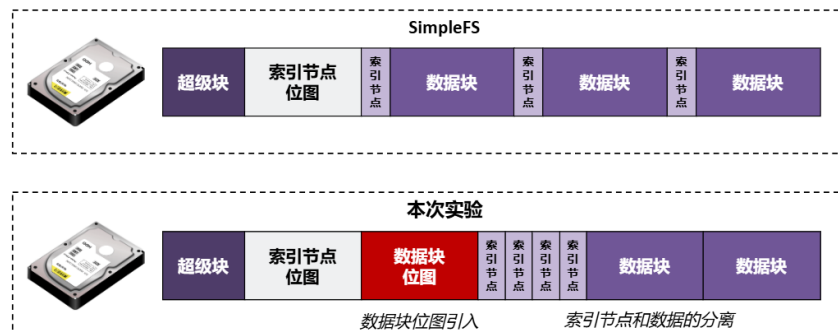 SimpleFS
超级块
索引节点
位图
索引节点
数据块
索引节点
数据块
索引节点
数据块
本次实验
超级块
索引节点
位图
数据块
位图
索引节点
索引节点
索引节点
索引节点
数据块
数据块
数据块位图引入
索引节点和数据的分离